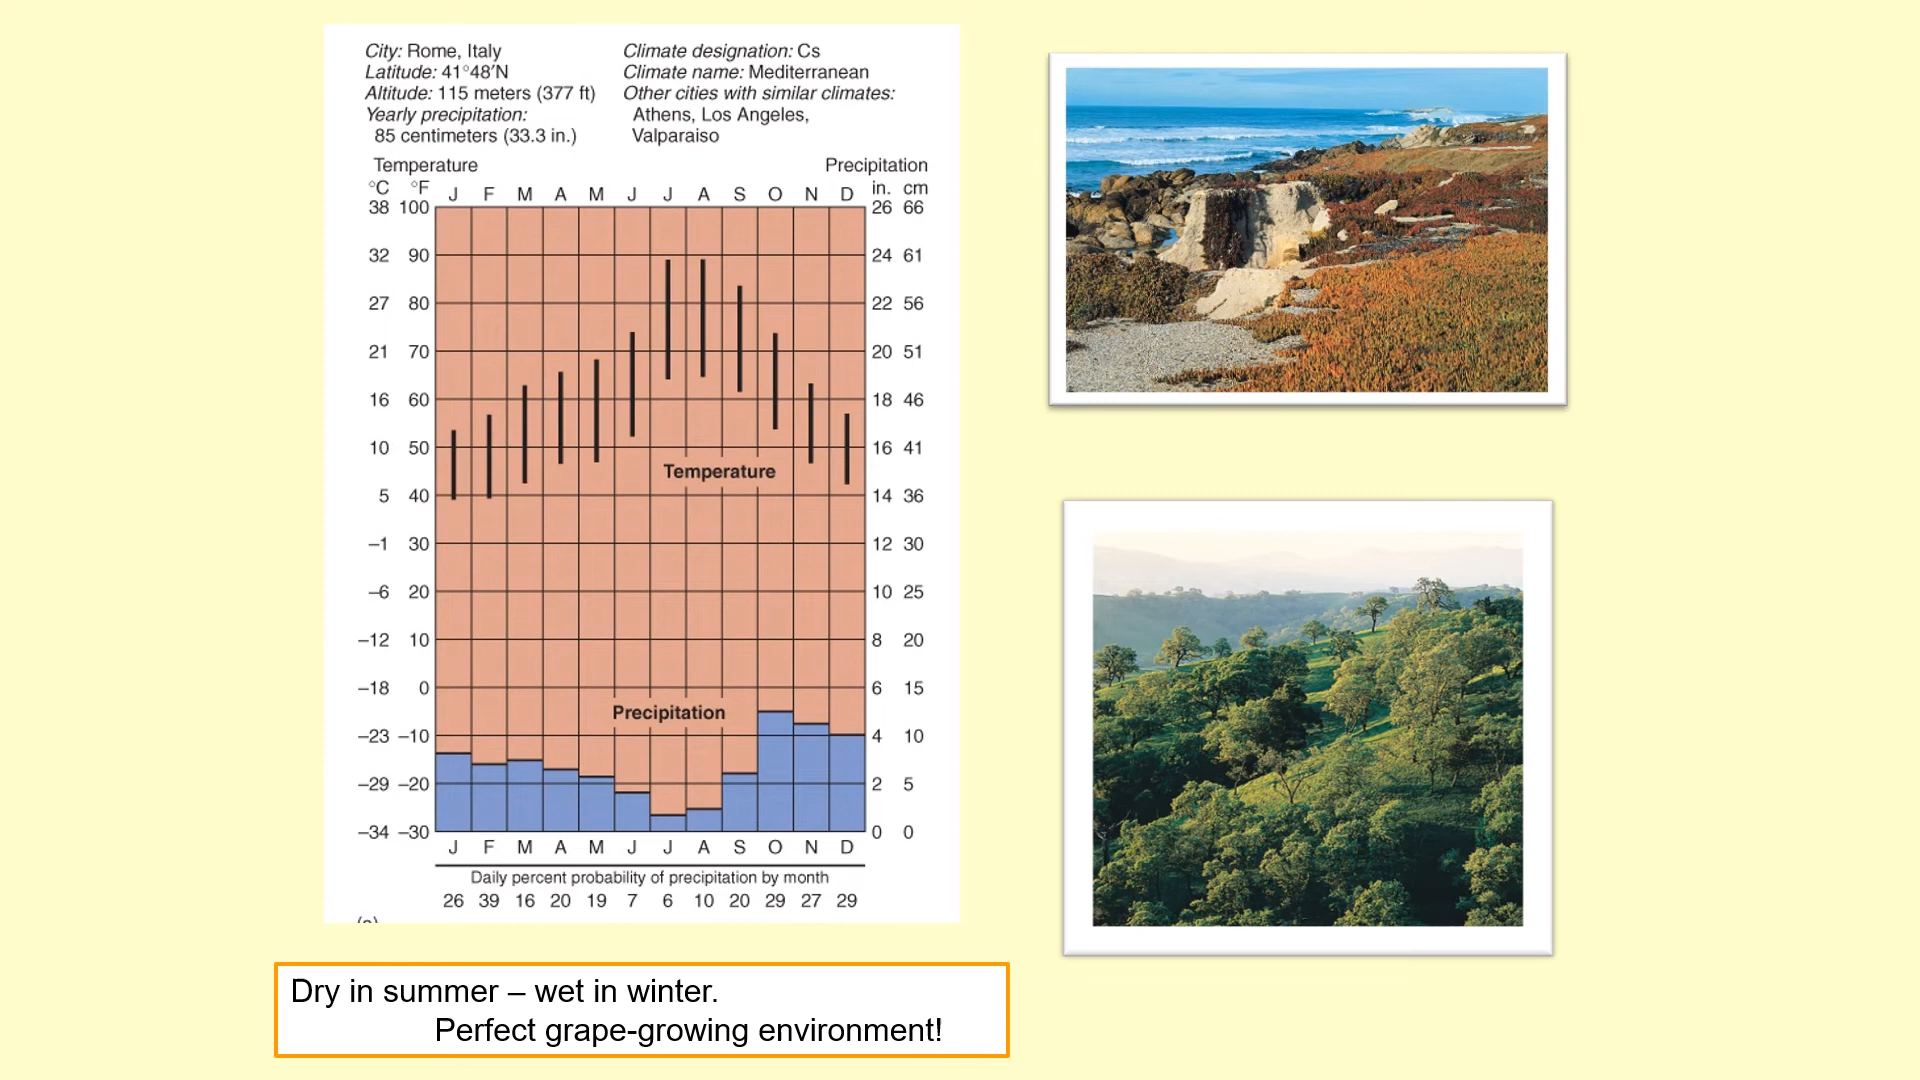 City: Rome, Italy
Latitude: 41°48′N
Altitude: 115 meters (377 ft)
Yearly precipitation:
85 centimeters (33.3 in.)
Climate designation: Cs
Climate name: Mediterranean
Other cities with similar climates:
Athens, Los Angeles,
Valparaiso
Temperature
Precipitation
°C °F J F M A M J J A S O N D in. cm
38 100 26 66
32 90 24 61
27 80 22 56
21 70 20 51
16 60 18 46
10 50 16 41
Temperature
5 40 14 36
–1 30 12 30
–6 20 10 25
–12 10 8 20
–18 0 6 15
Precipitation
–23 –10 4 10
–29 –20 2 5
–34 –30 0 0
J F M A M J J A S O N D
Daily percent probability of precipitation by month
26 39 16 20 19 7 6 10 20 29 27 29
Dry in summer – wet in winter.
Perfect grape-growing environment!